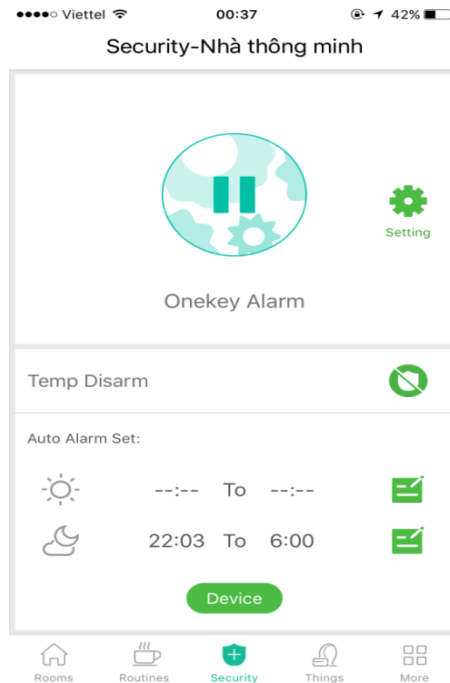 Viettel 00:37 42%
Security-Nhà thông minh
Setting
Onekey Alarm
Temp Disarm
Auto Alarm Set:
--:-- To --:--
22:03 To 6:00
Device
Rooms Routines Security Things More